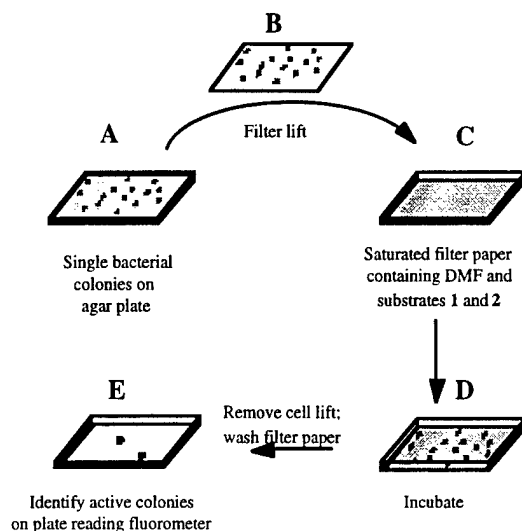 B
Filter lift
A
C
Single bacterial
colonies on
agar plate
Saturated filter paper
containing DMF and
substrates 1 and 2
E
Remove cell lift;
wash filter paper
D
Identify active colonies
on plate reading fluorometer
Incubate